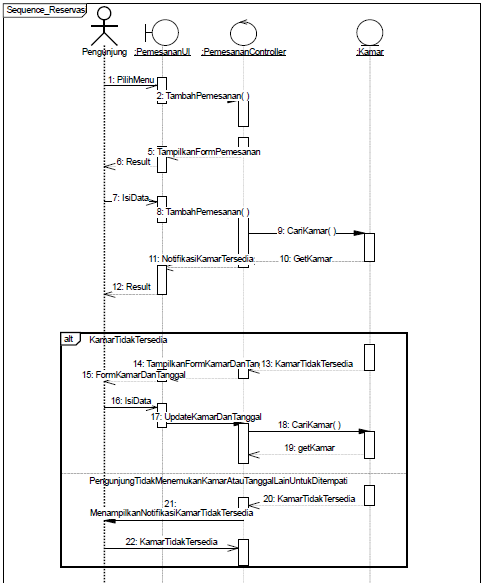 Sequence_Reservasi
Pengunjung
:PemesananUI
:PemesananController
:Kamar
1: PilihMenu
2: TambahPemesanan( )
5: TampilkanFormPemesanan
6: Result
7: IsiData
8: TambahPemesanan( )
9: CariKamar( )
11: NotifikasiKamarTersedia
10: GetKamar
12: Result
alt
KamarTidakTersedia
14: TampilkanFormKamarDanTan
13: KamarTidakTersedia
15: FormKamarDanTanggal
16: IsiData
17: UpdateKamarDanTanggal
18: CariKamar( )
19: getKamar
PengunjungTidakMenemukanKamarAtauTanggalLainUntukDitempati
20: KamarTidakTersedia
21:
MenampilkanNotifikasiKamarTidakTersedia
22: KamarTidakTersedia